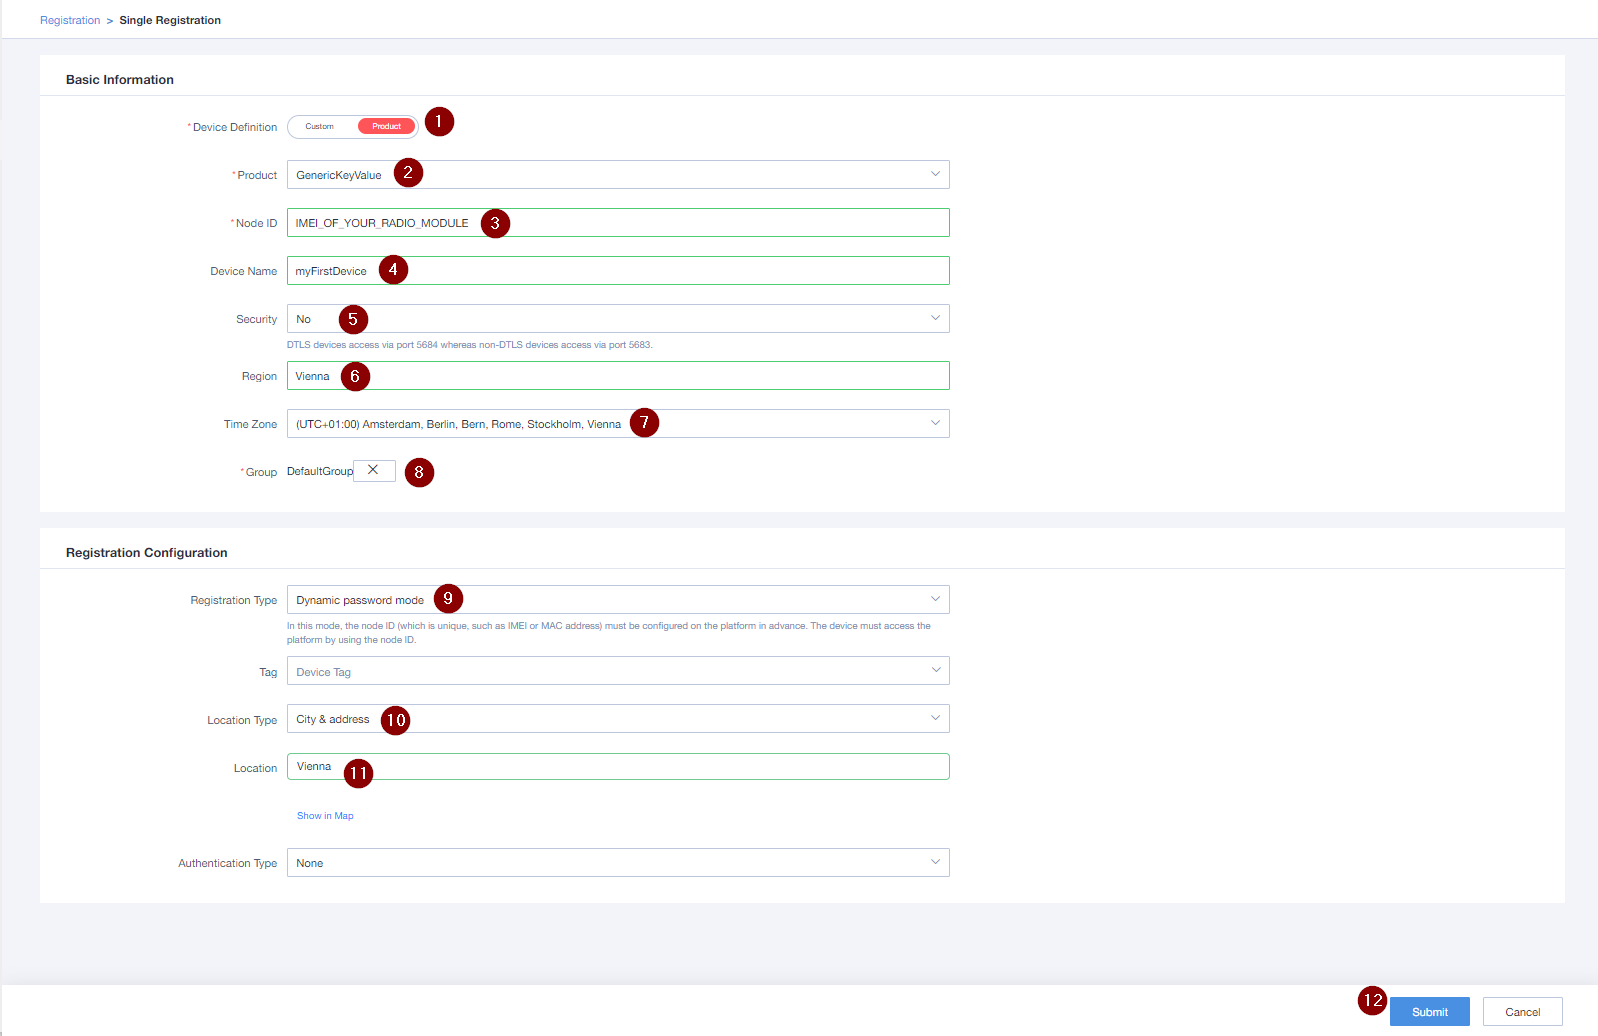 Registration > Single Registration
Basic Information
*Device Definition Custom Product 1
*Product GenericKeyValue 2
*Node ID IMEI_OF_YOUR_RADIO_MODULE 3
Device Name myFirstDevice 4
Security No 5
DTLS devices access via port 5684 whereas non-DTLS devices access via port 5683.
Region Vienna 6
Time Zone (UTC+01:00) Amsterdam, Berlin, Bern, Rome, Stockholm, Vienna 7
*Group DefaultGroup 8
Registration Configuration
Registration Type Dynamic password mode 9
In this mode, the node ID (which is unique, such as IMEI or MAC address) must be configured on the platform in advance. The device must access the
platform by using the node ID.
Tag Device Tag
Location Type City & address 10
Location Vienna 11
Show in Map
Authentication Type None
12 Submit Cancel